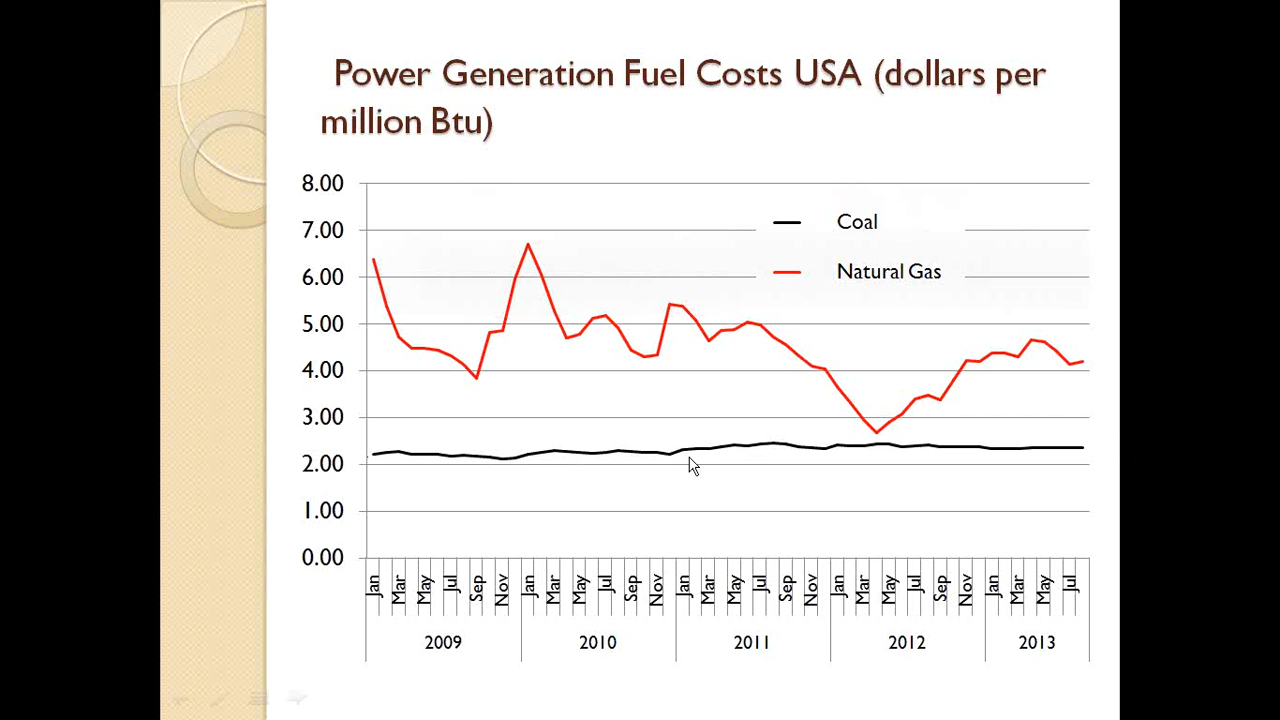 Power Generation Fuel Costs USA (dollars per
million Btu)
8.00
7.00
6.00
5.00
4.00
3.00
2.00
1.00
0.00
Coal
Natural Gas
Jan Mar May Jul Sep Nov Jan Mar May Jul Sep Nov Jan Mar May Jul Sep Nov Jan Mar May Jul Sep Nov Jan Mar May Jul
2009 2010 2011 2012 2013